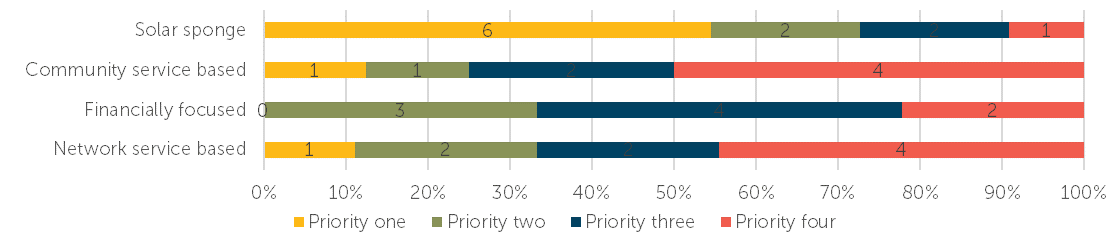 Solar sponge 6 2 2 1
Community service based 1 1 2 4
Financially focused 0 3 4 2
Network service based 1 2 2 4
0% 10% 20% 30% 40% 50% 60% 70% 80% 90% 100%
Priority one Priority two Priority three Priority four